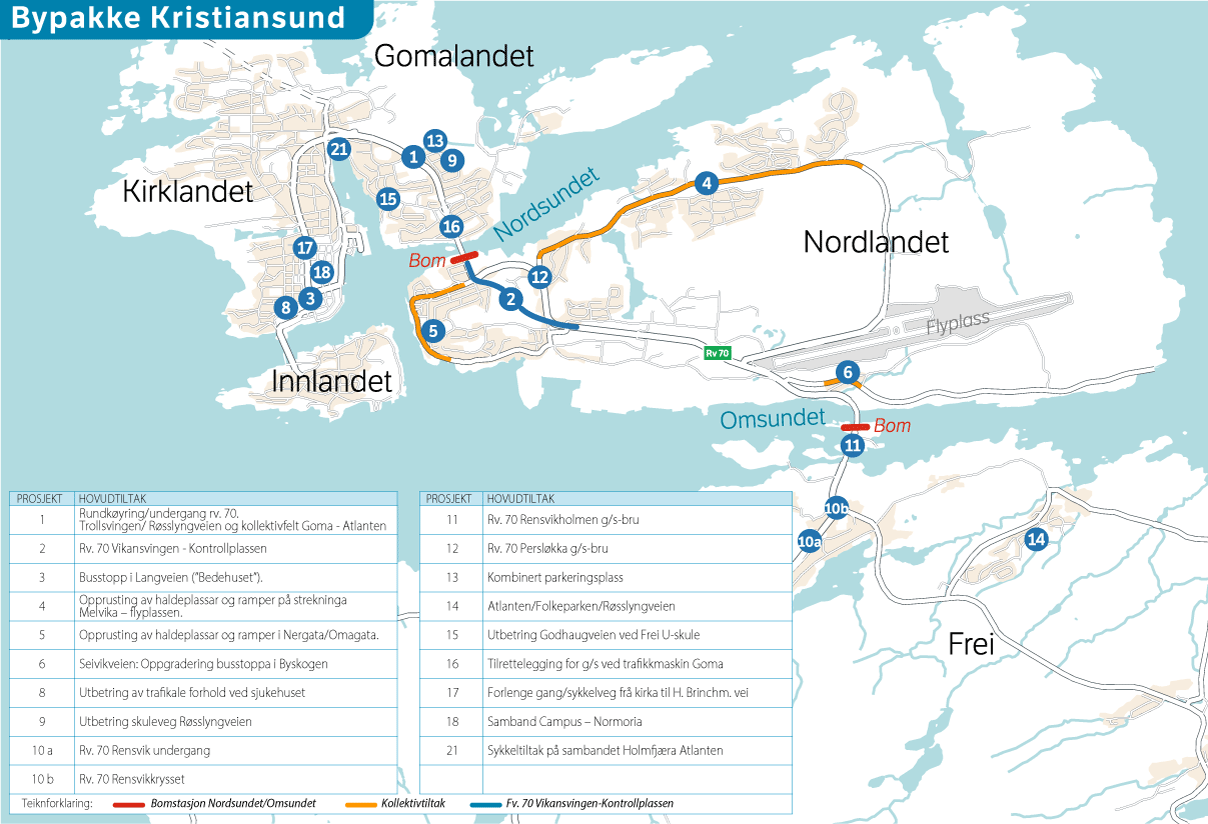 Bypakke Kristiansund
Gomalandet
13
21
1
9
Kirklandet
15
4
Nordsundet
16
Nordlandet
17
Bom
18
12
3
2
8
5
Flyplass
Rv 70
Innlandet
6
Omsundet
Bom
11
10b
10a
14
Frei
PROSJEKT HOVUDTILTAK
1 Rundkøyring/undergang rv. 70.
Trollsvingen/ Røsslyngveien og kollektivfelt Goma - Atlanten
2 Rv. 70 Vikansvingen - Kontrollplassen
3 Busstopp i Langveien ("Bedehuset").
4 Opprusting av haldeplassar og ramper på strekninga
Melvika – flyplassen.
5 Opprusting av haldeplassar og ramper i Nergata/Omagata.
6 Seivikveien: Oppgradering busstoppa i Byskogen
8 Utbetring av trafikale forhold ved sjukehuset
9 Utbetring skuleveg Røsslyngveien
10 a Rv. 70 Rensvik undergang
10 b Rv. 70 Rensvikkrysset
PROSJEKT HOVUDTILTAK
11 Rv. 70 Rensvikholmen g/s-bru
12 Rv. 70 Persløkka g/s-bru
13 Kombinert parkeringsplass
14 Atlanten/Folkeparken/Røsslyngveien
15 Utbetring Godhaugveien ved Frei U-skule
16 Tilrettelegging for g/s ved trafikkmaskin Goma
17 Forlenge gang/sykkelveg frå kirka til H. Brinchm. vei
18 Samband Campus – Normoria
21 Sykkeltiltak på sambandet Holmfjæra Atlanten
Teiknforklaring: Bomstasjon Nordsundet/Omsundet Kollektivtiltak Fv. 70 Vikansvingen-Kontrollplassen